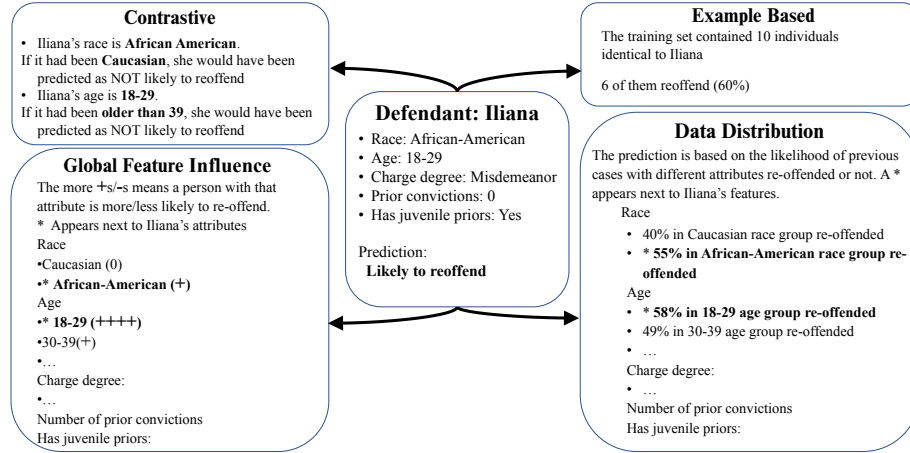 Contrastive
• Iliana's race is African American.
If it had been Caucasian, she would have been
predicted as NOT likely to reoffend
• Iliana's age is 18-29.
If it had been older than 39, she would have been
predicted as NOT likely to reoffend
Example Based
The training set contained 10 individuals
identical to Iliana
6 of them reoffend (60%)
Defendant: Iliana
• Race: African-American
• Age: 18-29
• Charge degree: Misdemeanor
• Prior convictions: 0
• Has juvenile priors: Yes
Prediction:
Likely to reoffend
Global Feature Influence
The more +s/-s means a person with that
attribute is more/less likely to re-offend.
* Appears next to Iliana's attributes
Race
•Caucasian (0)
•* African-American (+)
Age
•* 18-29 (++++)
•30-39(+)
•…
Charge degree:
•…
Number of prior convictions
Has juvenile priors:
Data Distribution
The prediction is based on the likelihood of previous
cases with different attributes re-offended or not. A *
appears next to Iliana's features.
Race
• 40% in Caucasian race group re-offended
• * 55% in African-American race group re-
offended
Age
• * 58% in 18-29 age group re-offended
• 49% in 30-39 age group re-offended
• …
Charge degree:
• …
Number of prior convictions
Has juvenile priors: